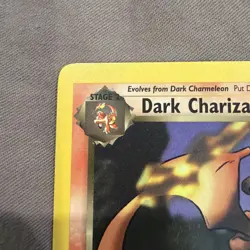 Evolves from Dark Charmeleon Put D
STAGE 2
Dark Chariza